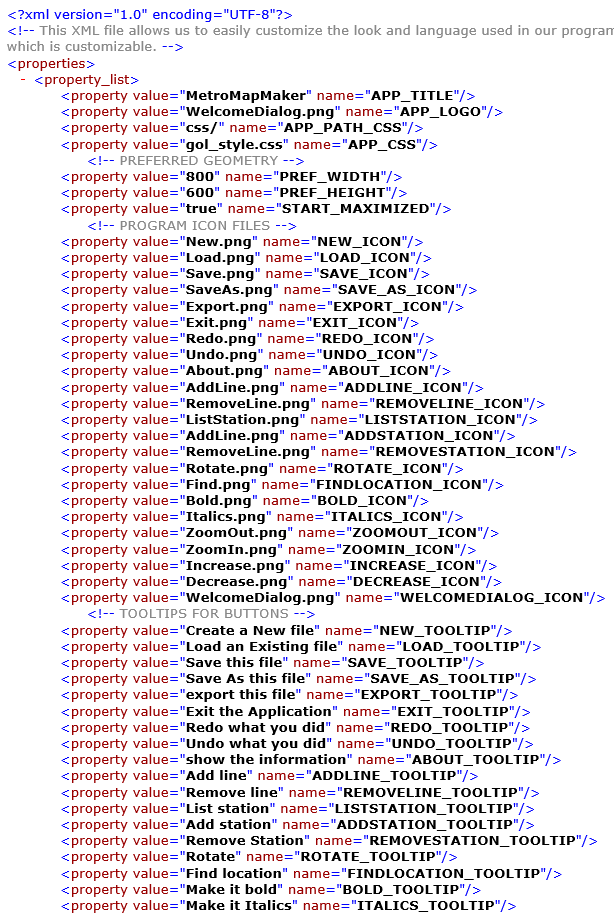 <?xml version="1.0" encoding="UTF-8"?>
<!-- This XML file allows us to easily customize the look and language used in our program
which is customizable. -->
<properties>
- <property_list>
<property value="MetroMapMaker" name="APP_TITLE"/>
<property value="WelcomeDialog.png" name="APP_LOGO"/>
<property value="css/" name="APP_PATH_CSS"/>
<property value="gol_style.css" name="APP_CSS"/>
<!-- PREFERRED GEOMETRY -->
<property value="800" name="PREF_WIDTH"/>
<property value="600" name="PREF_HEIGHT"/>
<property value="true" name="START_MAXIMIZED"/>
<!-- PROGRAM ICON FILES -->
<property value="New.png" name="NEW_ICON"/>
<property value="Load.png" name="LOAD_ICON"/>
<property value="Save.png" name="SAVE_ICON"/>
<property value="SaveAs.png" name="SAVE_AS_ICON"/>
<property value="Export.png" name="EXPORT_ICON"/>
<property value="Exit.png" name="EXIT_ICON"/>
<property value="Redo.png" name="REDO_ICON"/>
<property value="Undo.png" name="UNDO_ICON"/>
<property value="About.png" name="ABOUT_ICON"/>
<property value="AddLine.png" name="ADDLINE_ICON"/>
<property value="RemoveLine.png" name="REMOVELINE_ICON"/>
<property value="ListStation.png" name="LISTSTATION_ICON"/>
<property value="AddLine.png" name="ADDSTATION_ICON"/>
<property value="RemoveLine.png" name="REMOVESTATION_ICON"/>
<property value="Rotate.png" name="ROTATE_ICON"/>
<property value="Find.png" name="FINDLOCATION_ICON"/>
<property value="Bold.png" name="BOLD_ICON"/>
<property value="Italics.png" name="ITALICS_ICON"/>
<property value="ZoomOut.png" name="ZOOMOUT_ICON"/>
<property value="ZoomIn.png" name="ZOOMIN_ICON"/>
<property value="Increase.png" name="INCREASE_ICON"/>
<property value="Decrease.png" name="DECREASE_ICON"/>
<property value="WelcomeDialog.png" name="WELCOMEDIALOG_ICON"/>
<!-- TOOLTIPS FOR BUTTONS -->
<property value="Create a New file" name="NEW_TOOLTIP"/>
<property value="Load an Existing file" name="LOAD_TOOLTIP"/>
<property value="Save this file" name="SAVE_TOOLTIP"/>
<property value="Save As this file" name="SAVE_AS_TOOLTIP"/>
<property value="export this file" name="EXPORT_TOOLTIP"/>
<property value="Exit the Application" name="EXIT_TOOLTIP"/>
<property value="Redo what you did" name="REDO_TOOLTIP"/>
<property value="Undo what you did" name="UNDO_TOOLTIP"/>
<property value="show the information" name="ABOUT_TOOLTIP"/>
<property value="Add line" name="ADDLINE_TOOLTIP"/>
<property value="Remove line" name="REMOVELINE_TOOLTIP"/>
<property value="List station" name="LISTSTATION_TOOLTIP"/>
<property value="Add station" name="ADDSTATION_TOOLTIP"/>
<property value="Remove Station" name="REMOVESTATION_TOOLTIP"/>
<property value="Rotate" name="ROTATE_TOOLTIP"/>
<property value="Find location" name="FINDLOCATION_TOOLTIP"/>
<property value="Make it bold" name="BOLD_TOOLTIP"/>
<property value="Make it Italics" name="ITALICS_TOOLTIP"/>